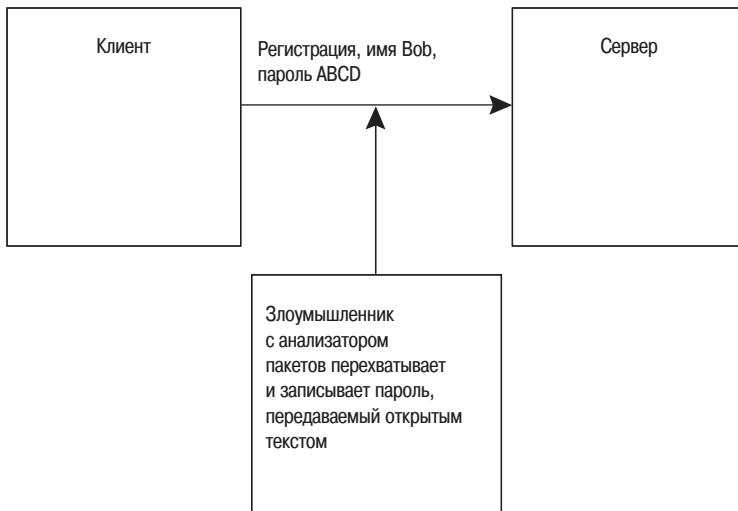 Клиент
Регистрация, имя Bob,
пароль ABCD
Сервер
Злоумышленник
с анализатором
пакетов перехватывает
и записывает пароль,
передаваемый открытым
текстом